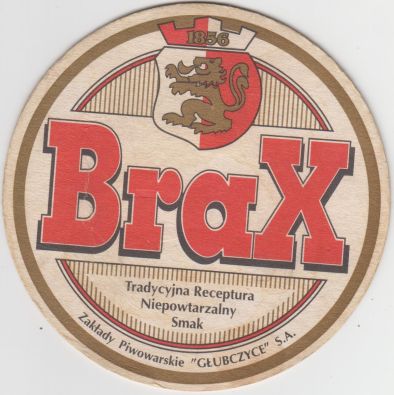 1856
BraX
Tradycyjna Receptura
Niepowtarzalny
Smak
Zakłady Piwowarskie "GŁUBCZYCE" S.A.